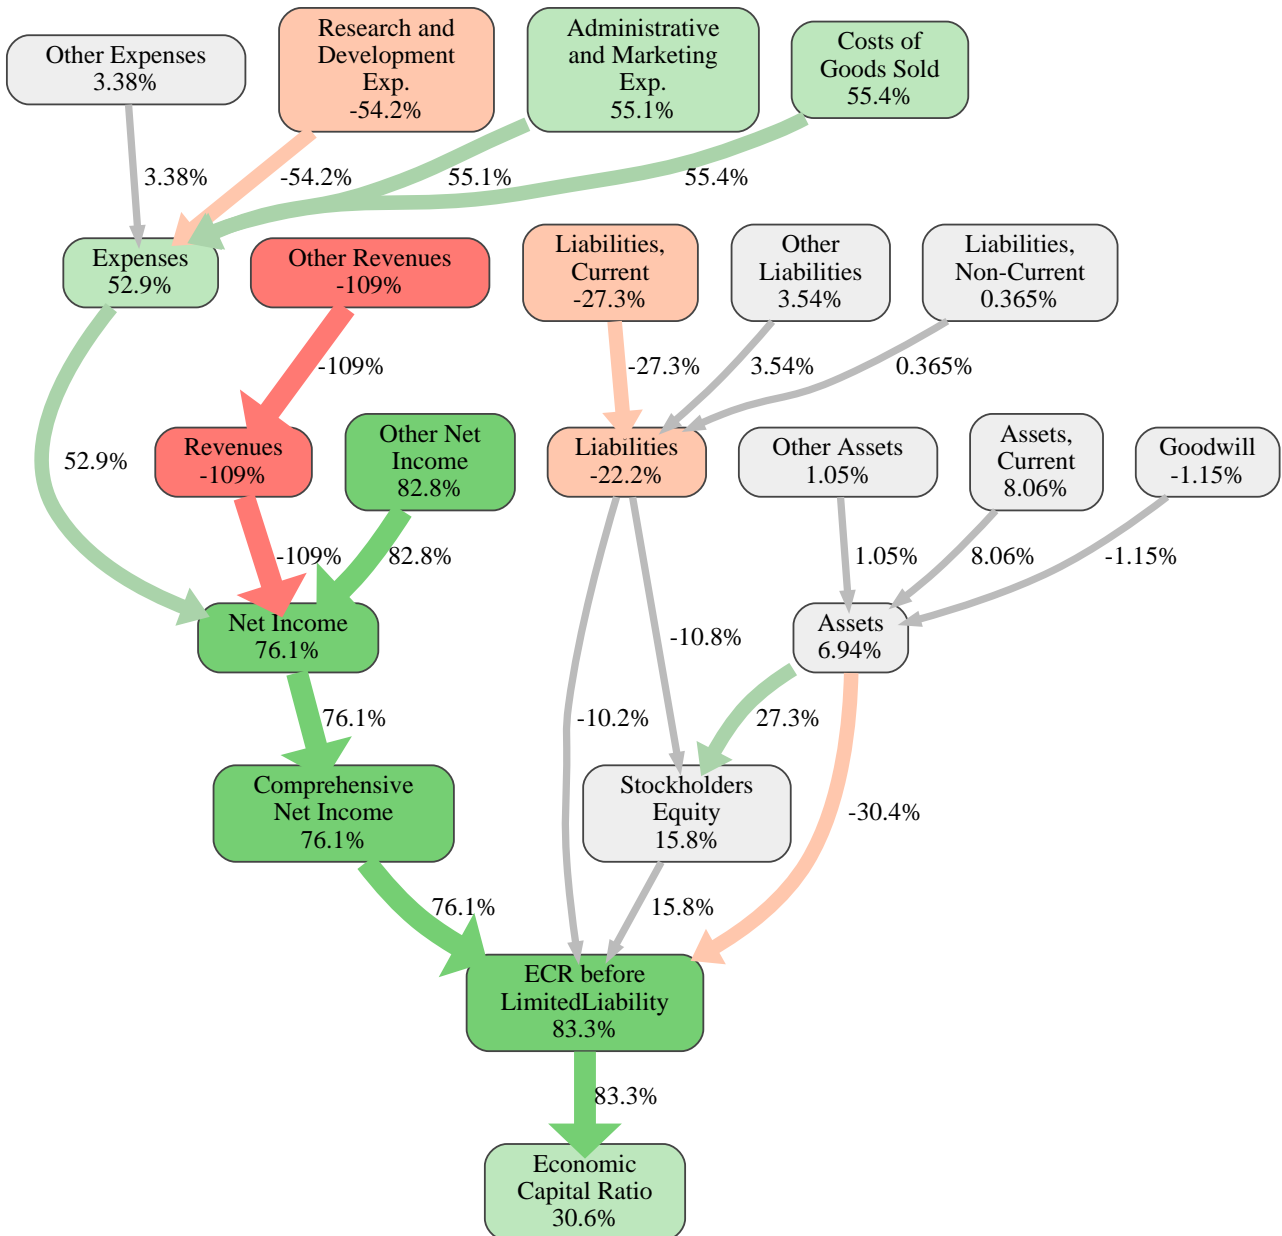 Other Expenses
3.38%
Research and
Development
Exp.
-54.2%
Administrative
and Marketing
Exp.
55.1%
Costs of
Goods Sold
55.4%
3.38%
-54.2%
55.1%
55.4%
Expenses
52.9%
Other Revenues
-109%
Liabilities,
Current
-27.3%
Other
Liabilities
3.54%
Liabilities,
Non-Current
0.365%
-109%
-27.3%
3.54%
0.365%
52.9%
Revenues
-109%
Other Net
Income
82.8%
Liabilities
-22.2%
Other Assets
1.05%
Assets,
Current
8.06%
Goodwill
-1.15%
-109%
82.8%
1.05%
8.06%
-1.15%
Net Income
76.1%
-10.8%
Assets
6.94%
76.1%
-10.2%
27.3%
Comprehensive
Net Income
76.1%
Stockholders
Equity
15.8%
-30.4%
76.1%
15.8%
ECR before
LimitedLiability
83.3%
83.3%
Economic
Capital Ratio
30.6%